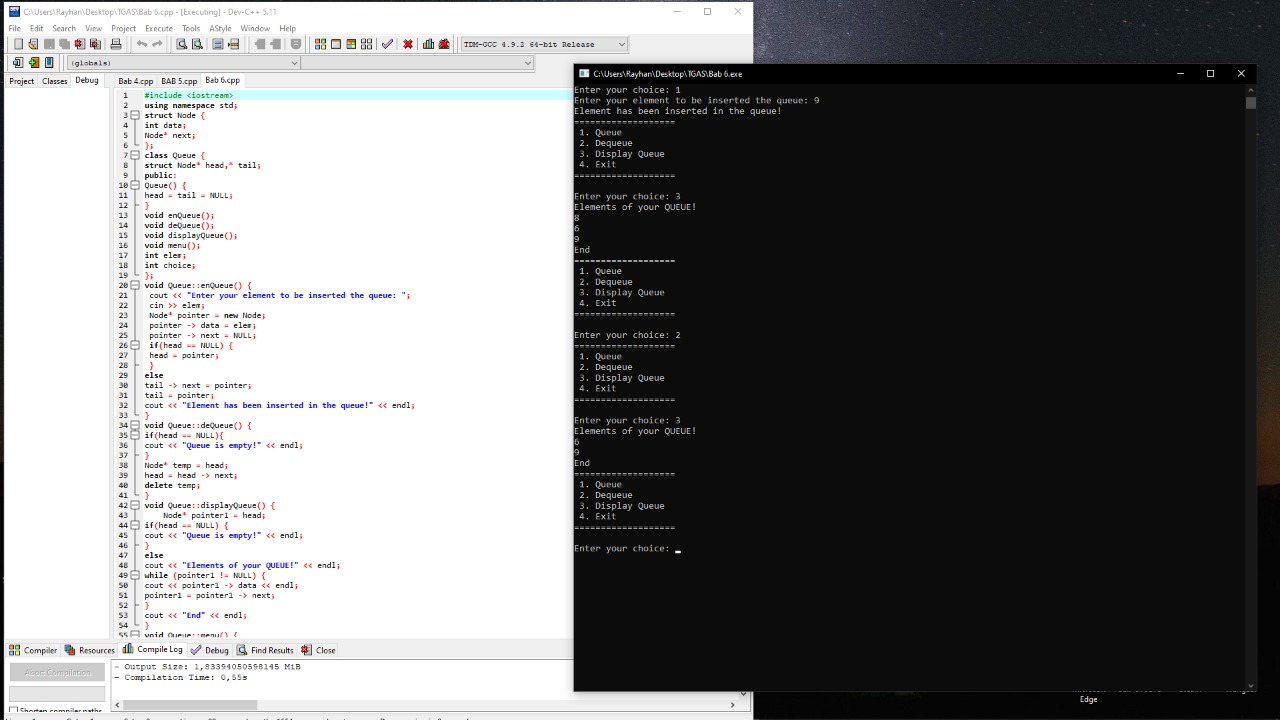 C:\Users\Rayhan\Desktop\TGAS\Bab 6.cpp - [Executing] - Dev-C++ 5.11
File Edit Search View Project Execute Tools AStyle Window Help
TDM-GCC 4.9.2 64-bit Release
(globals)
Project Classes Debug
Bab 4.cpp BAB 5.cpp Bab 6.cpp
1 #include <iostream>
2 using namespace std;
3 struct Node {
4 int data;
5 Node* next;
6 };
7 class Queue {
8 struct Node* head,* tail;
9 public:
10 Queue() {
11 head = tail = NULL;
12 }
13 void enQueue();
14 void deQueue();
15 void displayQueue();
16 void menu();
17 int elem;
18 int choice;
19 };
20 void Queue::enQueue() {
21 cout << "Enter your element to be inserted the queue: ";
22 cin >> elem;
23 Node* pointer = new Node;
24 pointer -> data = elem;
25 pointer -> next = NULL;
26 if(head == NULL) {
27 head = pointer;
28 }
29 else
30 tail -> next = pointer;
31 tail = pointer;
32 cout << "Element has been inserted in the queue!" << endl;
33 }
34 void Queue::deQueue() {
35 if(head == NULL){
36 cout << "Queue is empty!" << endl;
37 }
38 Node* temp = head;
39 head = head -> next;
40 delete temp;
41 }
42 void Queue::displayQueue() {
43 Node* pointer1 = head;
44 if(head == NULL) {
45 cout << "Queue is empty!" << endl;
46 }
47 else
48 cout << "Elements of your QUEUE!" << endl;
49 while (pointer1 != NULL) {
50 cout << pointer1 -> data << endl;
51 pointer1 = pointer1 -> next;
52 }
53 cout << "End" << endl;
54 }
55 void Queue::menu() {
Compiler Resources Compile Log Debug Find Results Close
Abort Compilation
Shorten compiler paths
- Output Size: 1,83394050598145 MiB
- Compilation Time: 0,55s
C:\Users\Rayhan\Desktop\TGAS\Bab 6.exe
Enter your choice: 1
Enter your element to be inserted the queue: 9
Element has been inserted in the queue!
===================
1. Queue
2. Dequeue
3. Display Queue
4. Exit
===================
Enter your choice: 3
Elements of your QUEUE!
8
6
9
End
===================
1. Queue
2. Dequeue
3. Display Queue
4. Exit
===================
Enter your choice: 2
===================
1. Queue
2. Dequeue
3. Display Queue
4. Exit
===================
Enter your choice: 3
Elements of your QUEUE!
6
9
End
===================
1. Queue
2. Dequeue
3. Display Queue
4. Exit
===================
Enter your choice: _
Edge